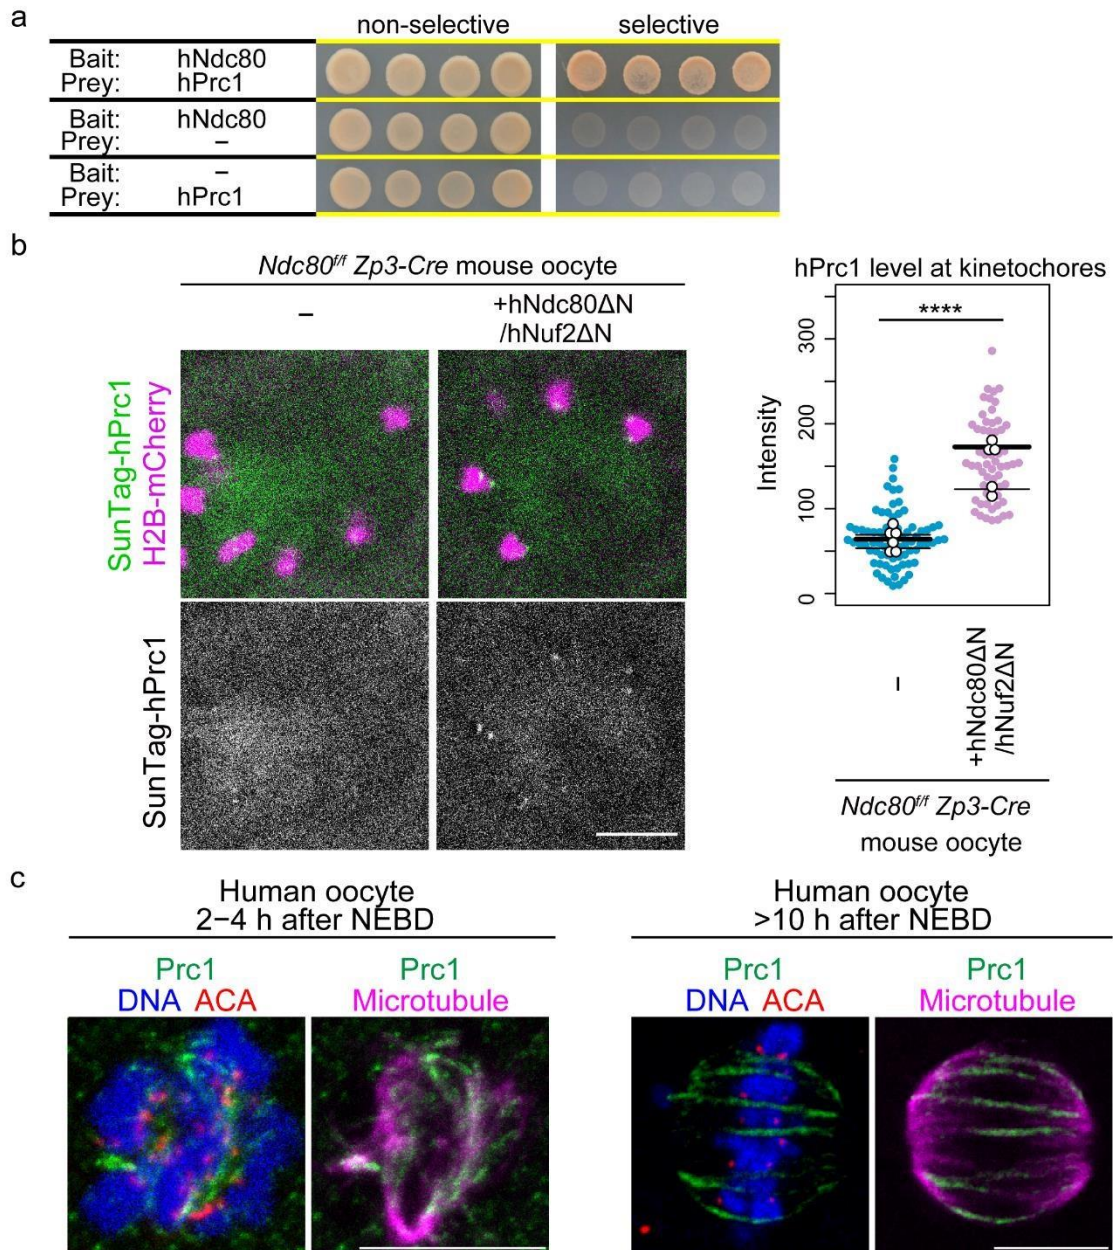 a
non-selective selective
Bait: hNdc80
Prey: hPrc1
Bait: hNdc80
Prey: –
Bait: –
Prey: hPrc1
b
Ndc80f/f Zp3-Cre mouse oocyte
–
+hNdc80ΔN
/hNuf2ΔN
SunTag-hPrc1
H2B-mCherry
SunTag-hPrc1
hPrc1 level at kinetochores
****
Intensity
300
200
100
0
–
+hNdc80ΔN
/hNuf2ΔN
Ndc80f/f Zp3-Cre
mouse oocyte
c
Human oocyte
2–4 h after NEBD
Prc1
DNA ACA
Prc1
Microtubule
Human oocyte
>10 h after NEBD
Prc1
DNA ACA
Prc1
Microtubule